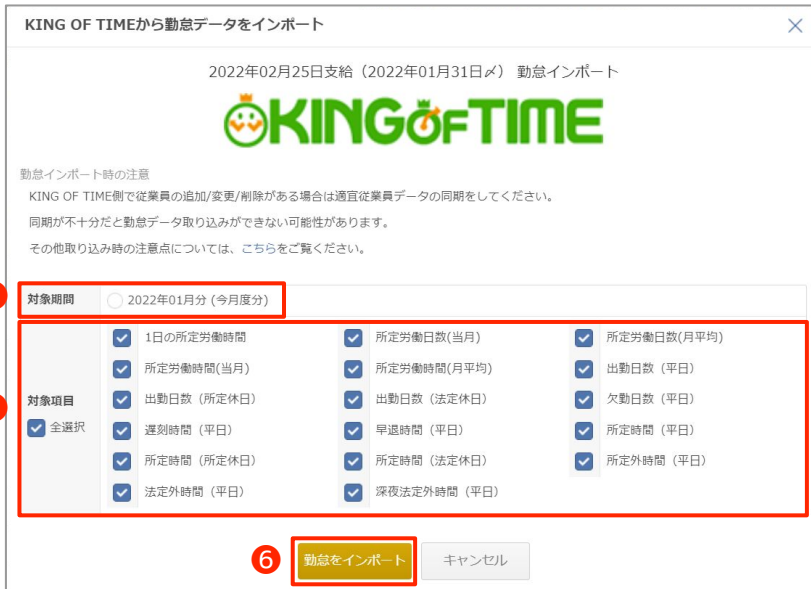 KING OF TIMEから勤怠データをインポート
2022年02月25日支給（2022年01月31日〆） 勤怠インポート
KING OF TIME
勤怠インポート時の注意
KING OF TIME側で従業員の追加/変更/削除がある場合は適宜従業員データの同期をしてください。
同期が不十分だと勤怠データ取り込みができない可能性があります。
その他取り込み時の注意点については、こちらをご覧ください。
対象期間 2022年01月分 (今月度分)
1日の所定労働時間 所定労働日数(当月) 所定労働日数(月平均)
所定労働時間(当月) 所定労働時間(月平均) 出勤日数（平日）
対象項目 出勤日数（所定休日） 出勤日数（法定休日） 欠勤日数（平日）
全選択 遅刻時間（平日） 早退時間（平日） 所定時間（平日）
所定時間（所定休日） 所定時間（法定休日） 所定外時間（平日）
法定外時間（平日） 深夜法定外時間（平日）
6 勤怠をインポート キャンセル